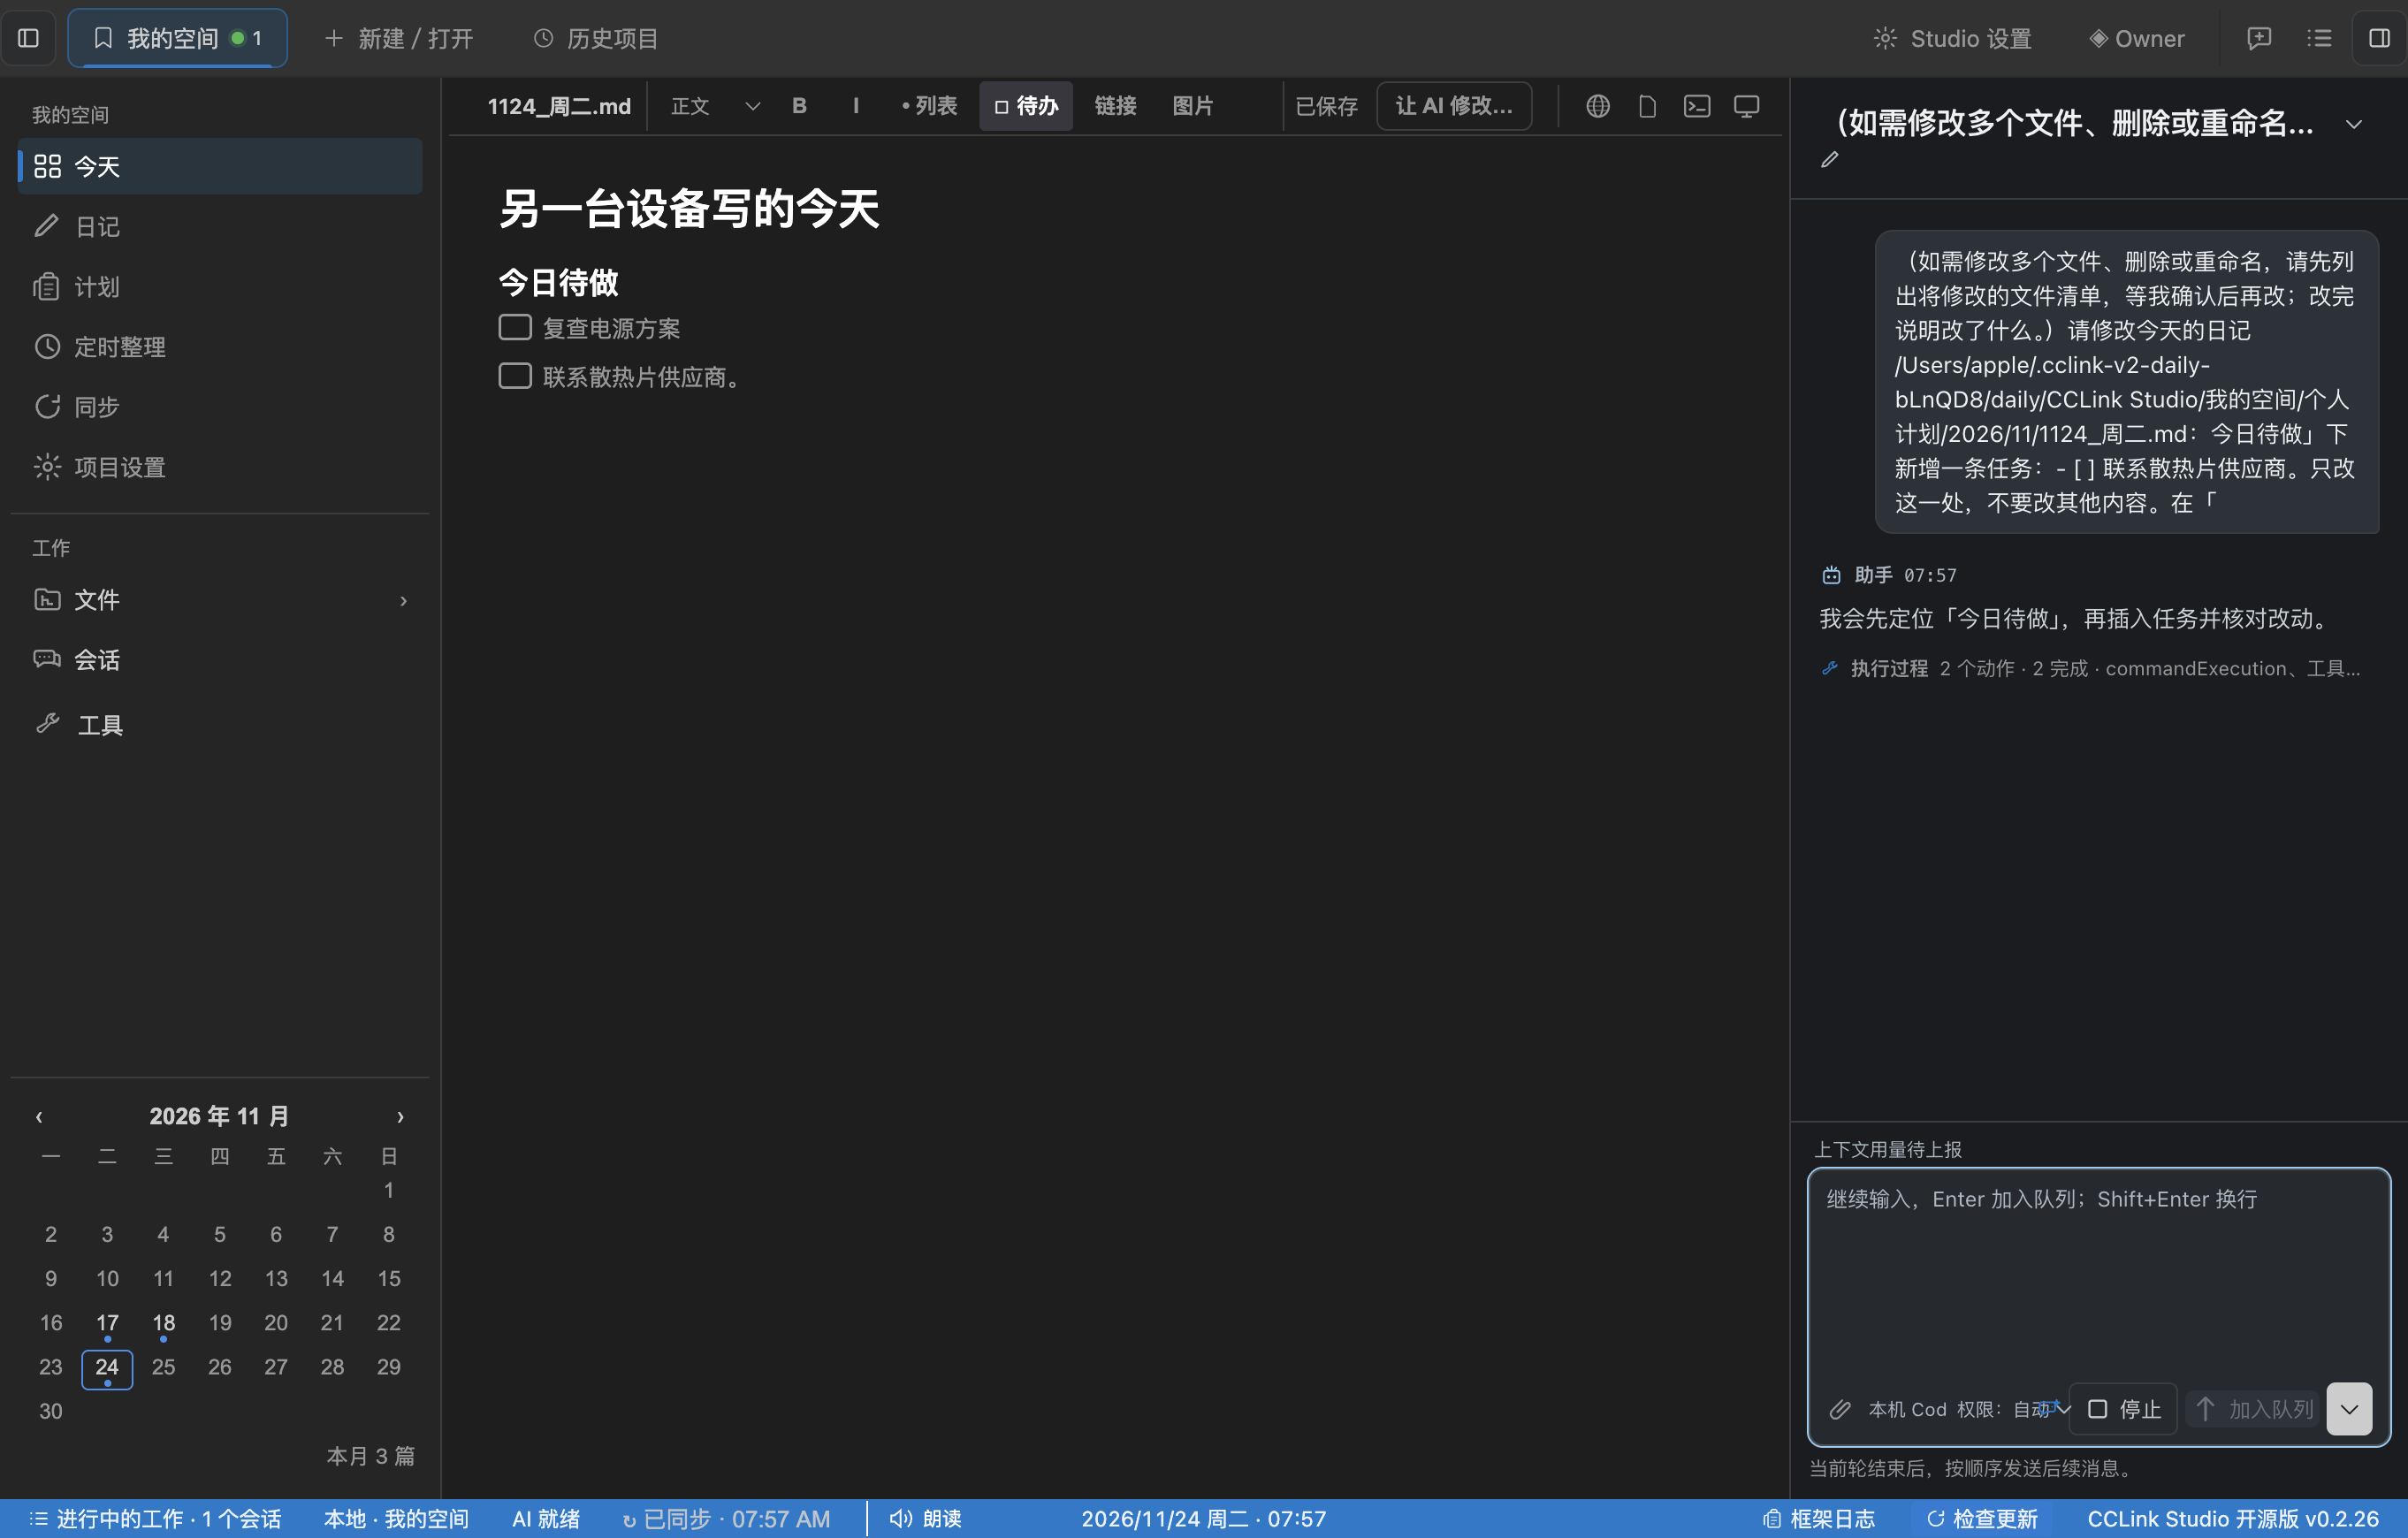 我的空间 1 新建 / 打开 历史项目 Studio 设置 Owner
我的空间
今天
日记
计划
定时整理
同步
项目设置
工作
文件
会话
工具
2026 年 11 月
一 二 三 四 五 六 日
1
2 3 4 5 6 7 8
9 10 11 12 13 14 15
16 17 18 19 20 21 22
23 24 25 26 27 28 29
30
本月 3 篇
1124_周二.md 正文 B I • 列表 待办 链接 图片 已保存 让 AI 修改...
另一台设备写的今天
今日待做
复查电源方案
联系散热片供应商。
（如需修改多个文件、删除或重命名...
（如需修改多个文件、删除或重命名，请先列
出将修改的文件清单，等我确认后再改；改完
说明改了什么。）请修改今天的日记
/Users/apple/.cclink-v2-daily-
bLnQD8/daily/CCLink Studio/我的空间/个人
计划/2026/11/1124_周二.md：今日待做」下
新增一条任务：- [ ] 联系散热片供应商。只改
这一处，不要改其他内容。在「
助手 07:57
我会先定位「今日待做」，再插入任务并核对改动。
执行过程 2 个动作 · 2 完成 · commandExecution、工具...
上下文用量待上报
继续输入，Enter 加入队列；Shift+Enter 换行
本机 Cod 权限：自动 停止 加入队列
当前轮结束后，按顺序发送后续消息。
进行中的工作 · 1 个会话 本地 · 我的空间 AI 就绪 已同步 · 07:57 AM 朗读 2026/11/24 周二 · 07:57 框架日志 检查更新 CCLink Studio 开源版 v0.2.26